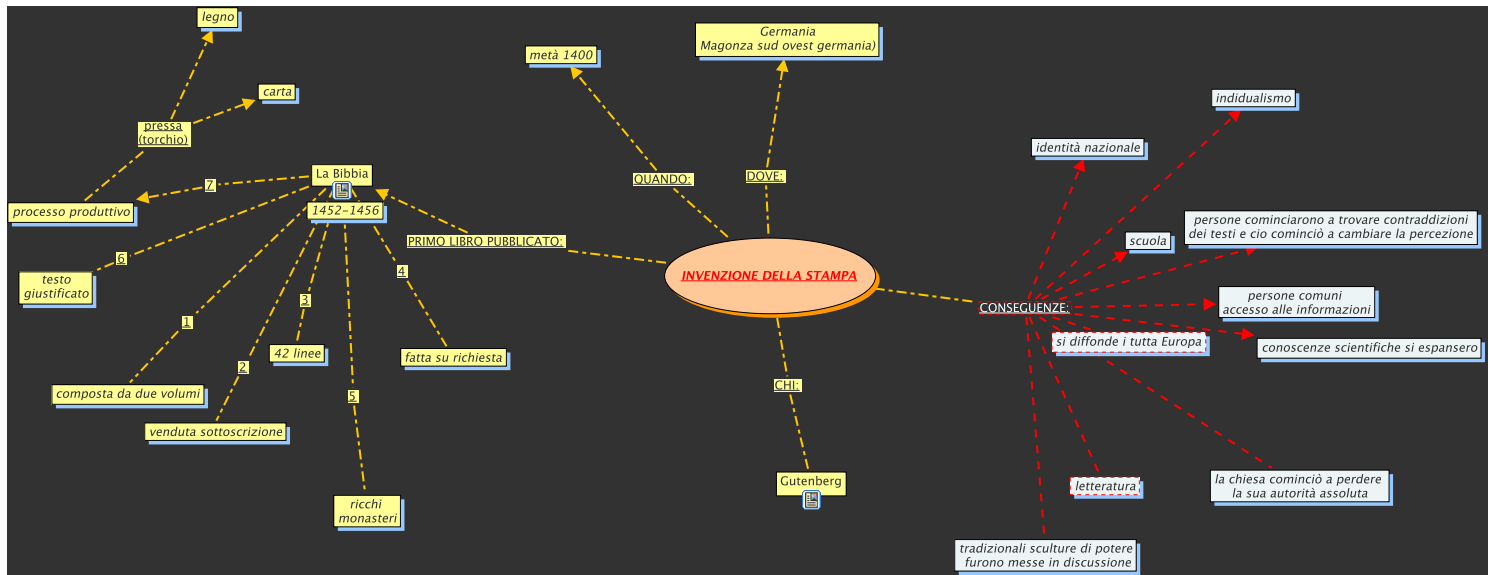 legno
Germania
Magonza sud ovest germania)
metà 1400
carta
indidualismo
pressa
(torchio)
identità nazionale
La Bibbia
QUANDO:
DOVE:
7
processo produttivo
1452-1456
persone cominciarono a trovare contraddizioni
dei testi e cio cominciò a cambiare la percezione
scuola
PRIMO LIBRO PUBBLICATO:
6
4
INVENZIONE DELLA STAMPA
testo
giustificato
3
persone comuni
accesso alle informazioni
CONSEGUENZE:
1
si diffonde i tutta Europa
conoscenze scientifiche si espansero
42 linee
fatta su richiesta
2
CHI:
composta da due volumi
5
venduta sottoscrizione
Gutenberg
letteratura
la chiesa cominciò a perdere
la sua autorità assoluta
ricchi
monasteri
tradizionali sculture di potere
furono messe in discussione